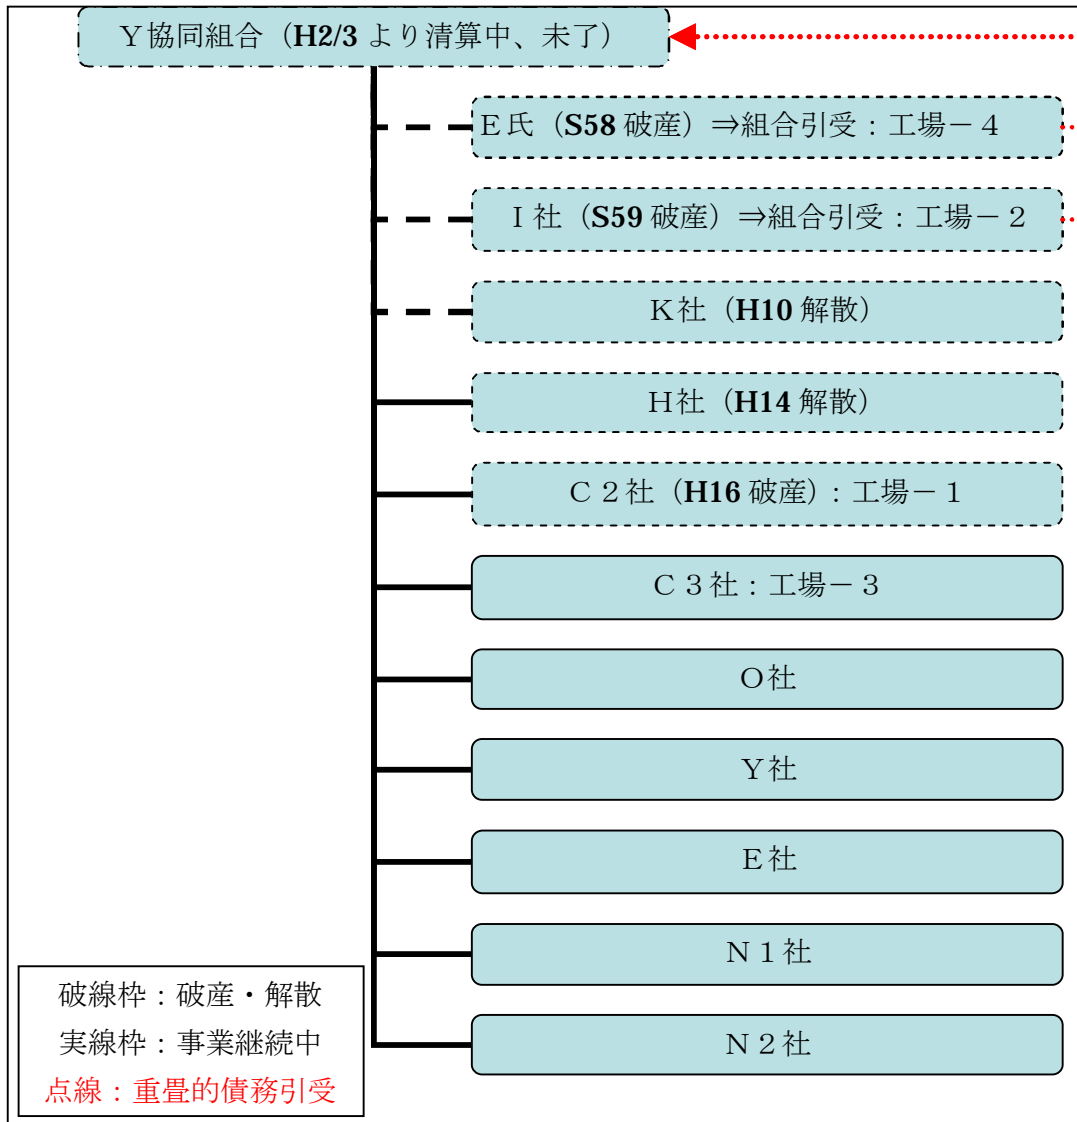 Ｙ協同組合（H2/3 より清算中、未了）
Ｅ氏（S58 破産）⇒組合引受：工場－４
Ｉ社（S59 破産）⇒組合引受：工場－２
Ｋ社（H10 解散）
Ｈ社（H14 解散）
Ｃ２社（H16 破産）：工場－１
Ｃ３社：工場－３
Ｏ社
Ｙ社
Ｅ社
Ｎ１社
Ｎ２社
破線枠：破産・解散
実線枠：事業継続中
点線：重畳的債務引受